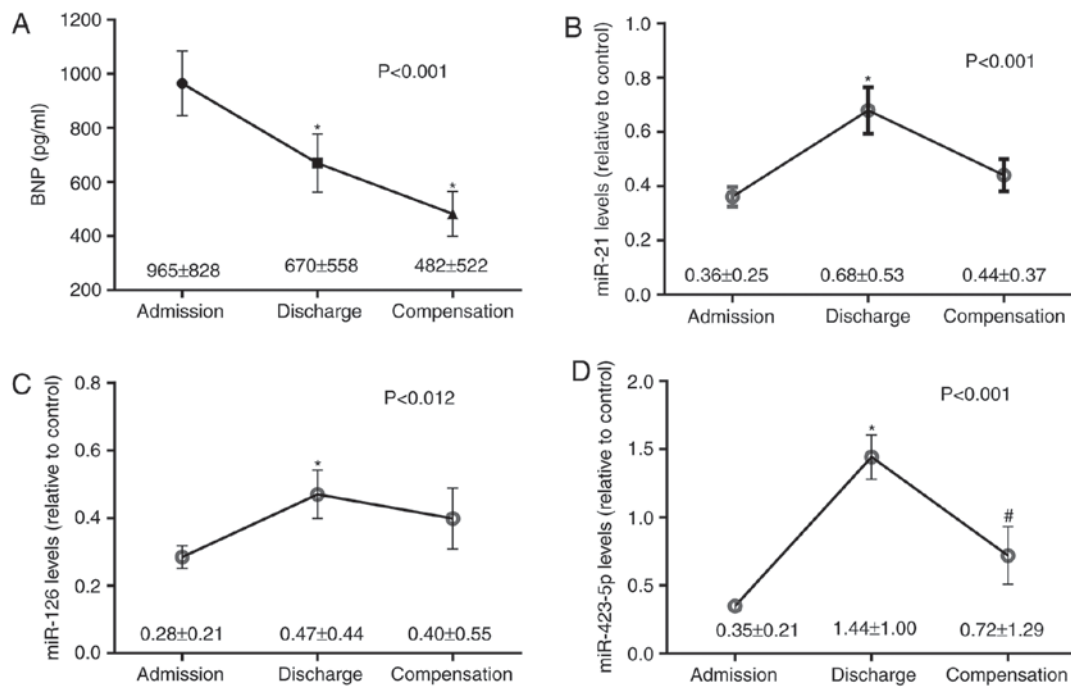 A
BNP (pg/ml)
1200
1000
800
600
400
200
P<0.001
*
*
965±828
670±558
482±522
Admission
Discharge
Compensation
B
miR-21 levels (relative to control)
1.0
0.8
0.6
0.4
0.2
0.0
P<0.001
*
0.36±0.25
0.68±0.53
0.44±0.37
Admission
Discharge
Compensation
C
miR-126 levels (relative to control)
0.8
0.6
0.4
0.2
0.0
P<0.012
*
0.28±0.21
0.47±0.44
0.40±0.55
Admission
Discharge
Compensation
D
miR-423-5p levels (relative to control)
2.0
1.5
1.0
0.5
0.0
P<0.001
*
#
0.35±0.21
1.44±1.00
0.72±1.29
Admission
Discharge
Compensation